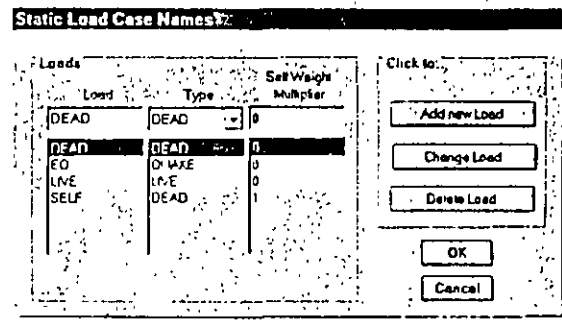 Static Load Case Names
Loads
Load Type Self Weight Multiplier
DEAD DEAD 0
DEAD DEAD 0
EQ QUAKE 0
LIVE LIVE 0
SELF DEAD 1
Click to:
Add new Load
Change Load
Delete Load
OK
Cancel